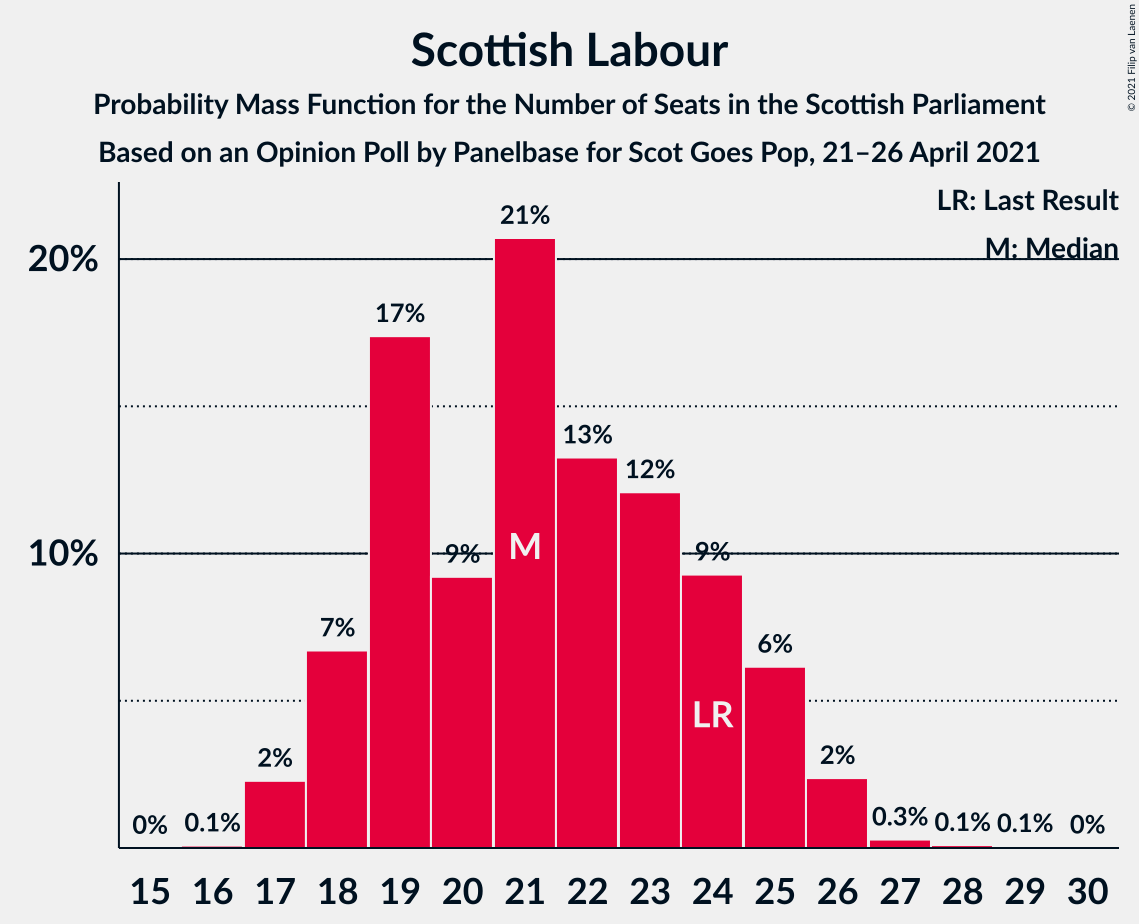 Scottish Labour
Probability Mass Function for the Number of Seats in the Scottish Parliament
Based on an Opinion Poll by Panelbase for Scot Goes Pop, 21–26 April 2021
© 2021 Filip van Laenen
LR: Last Result
M: Median
20%
10%
0%
0.1%
2%
7%
17%
9%
21%
13%
12%
9%
6%
2%
0.3%
0.1%
0.1%
0%
M
LR
15 16 17 18 19 20 21 22 23 24 25 26 27 28 29 30